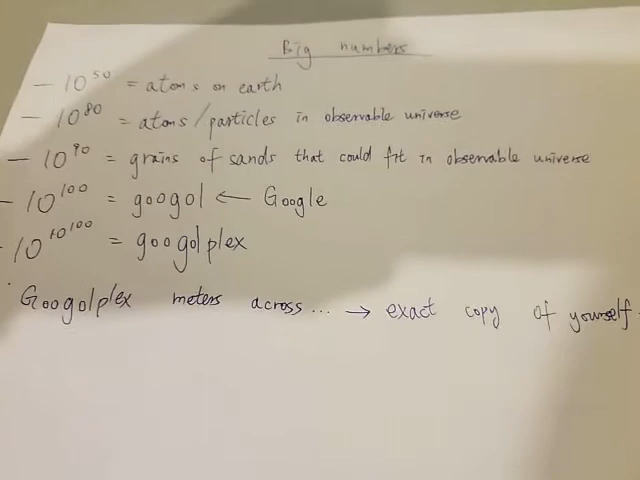 Big numbers
- 10^50 = atoms on earth
- 10^80 = atoms/particles in observable universe
- 10^90 = grains of sands that could fit in observable universe
- 10^100 = googol ← Google
- 10^10^100 = googolplex
Googolplex meters across... → exact copy of yourself.